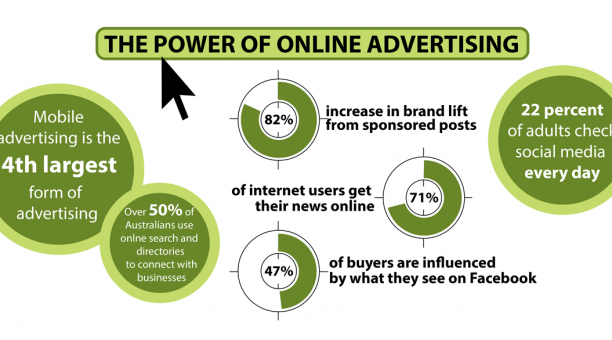 THE POWER OF ONLINE ADVERTISING
Mobile
advertising is the
4th largest
form of
advertising
Over 50% of
Australians use
onlne search and
directories
to connect with
businesses
82%
increase in brand lift
from sponsored posts
of internet users get
their news online
71%
47%
of buyers are influenced
by what they see on Facebook
22 percent
of adults check
social media
every day